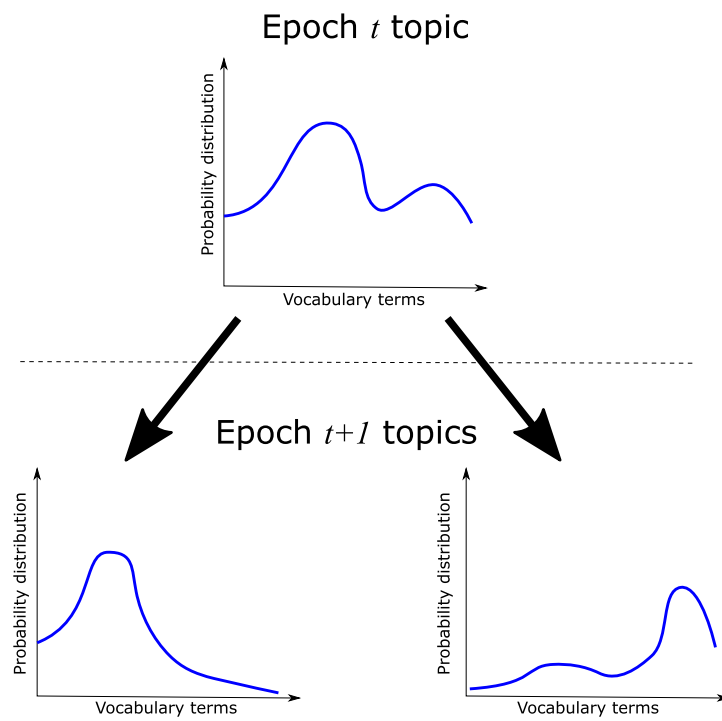 Epoch t topic
Probability distribution
Vocabulary terms
Epoch t+1 topics
Probability distribution
Vocabulary terms
Probability distribution
Vocabulary terms